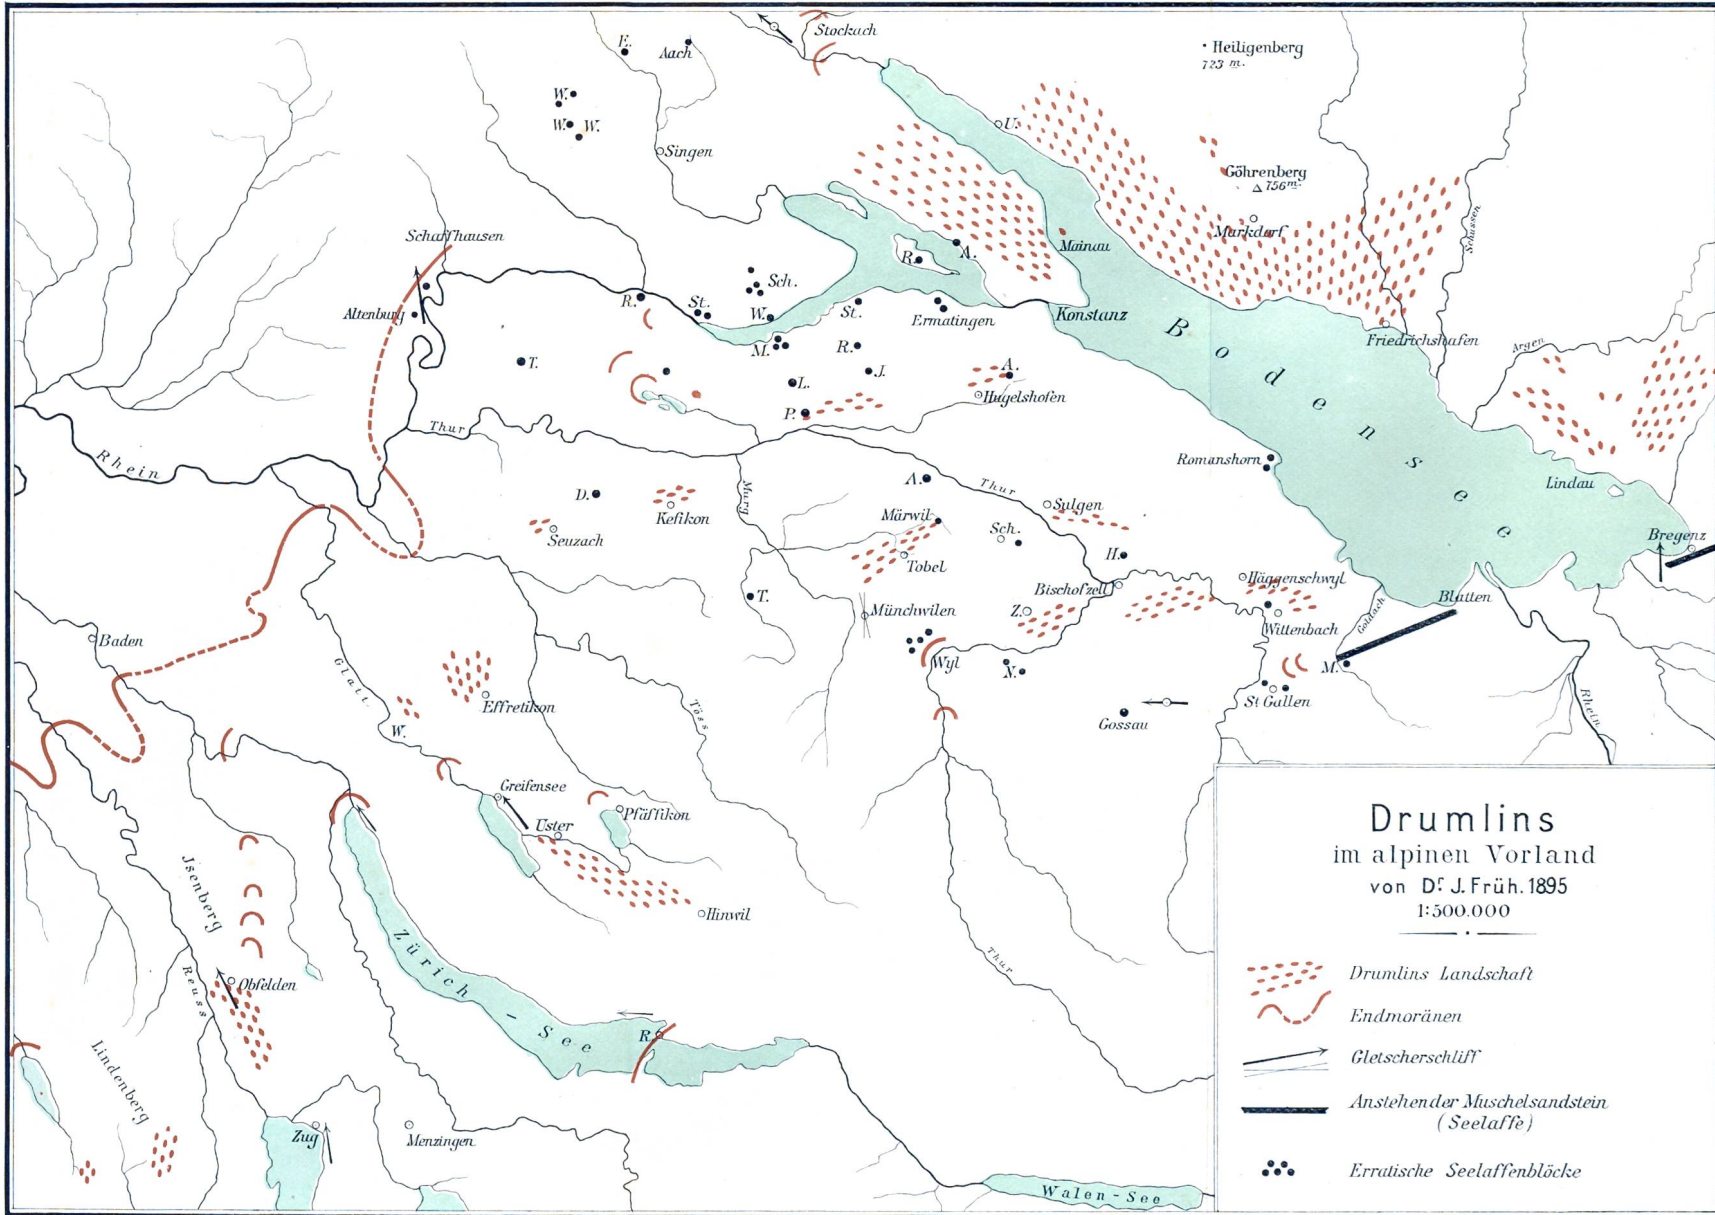 Stockach
Heiligenberg
723 m.
E.
Aach
W.
W. W.
Singen
U.
Göhrenberg
△ 756 m.
Markdorf
Schussen
Mainau
Schaffhausen
R.
A.
Altenburg
R.
Sch.
St.
W.
St.
Ermatingen
Konstanz
Bodensee
Friedrichshafen
Argen
T.
M.
R.
J.
L.
A.
Hugelshofen
P.
Thur
Rhein
Romanshorn
Lindau
D.
Kefikon
Murg
A.
Thur
Sulgen
Märwil
Seuzach
Sch.
Tobel
H.
Bregenz
Bischofzell
Häggenschwyl
Blatten
T.
Münchwilen
Z.
Wittenbach
Goldach
Baden
Glatt
Wyl
N.
M.
Effretikon
St Gallen
Rhein
W.
Töss
Gossau
Greifensee
Uster
Pfäffikon
Jsenberg
Hinwil
Reuss
Obfelden
Zürich-See
Thur
R.
Lindenberg
Zug
Menzingen
Walen-See
Drumlins
im alpinen Vorland
von Dr J. Früh. 1895
1:500.000
Drumlins Landschaft
Endmoränen
Gletscherschliff
Anstehender Muschelsandstein
(Seelaffe)
Erratische Seelaffenblöcke